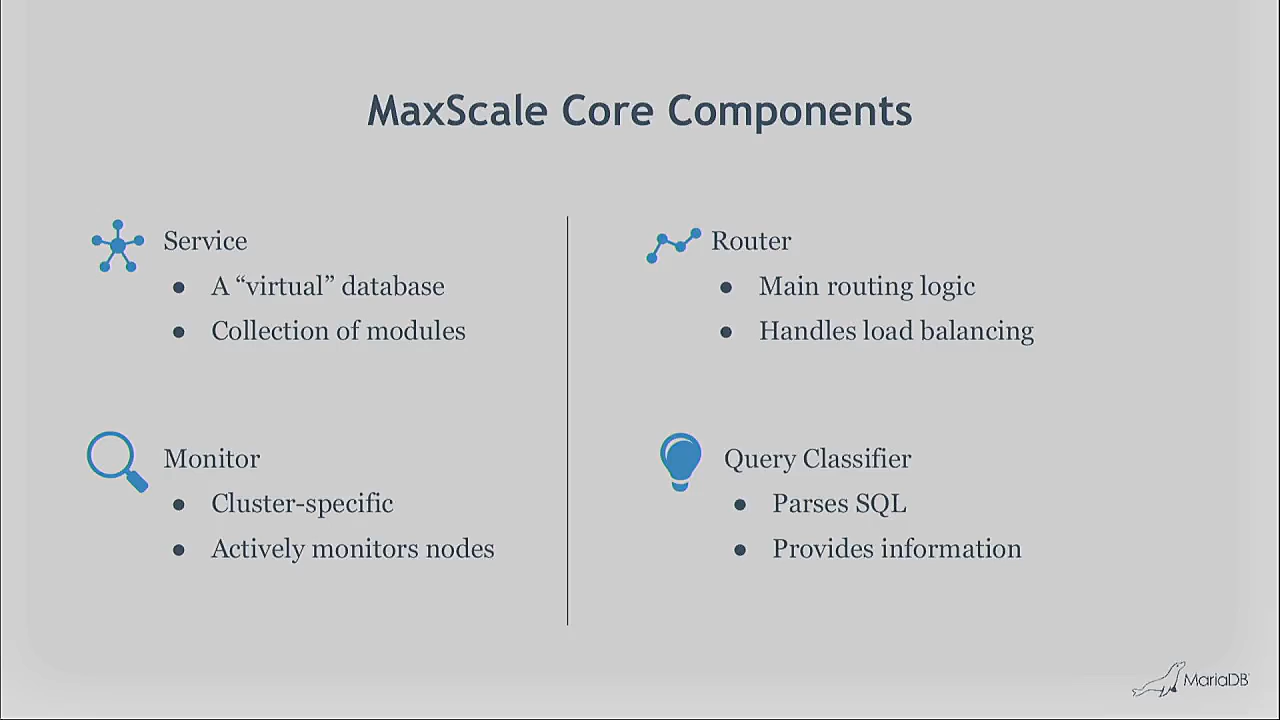 MaxScale Core Components
Service
● A “virtual” database
● Collection of modules
Monitor
● Cluster-specific
● Actively monitors nodes
Router
● Main routing logic
● Handles load balancing
Query Classifier
● Parses SQL
● Provides information
MariaDB